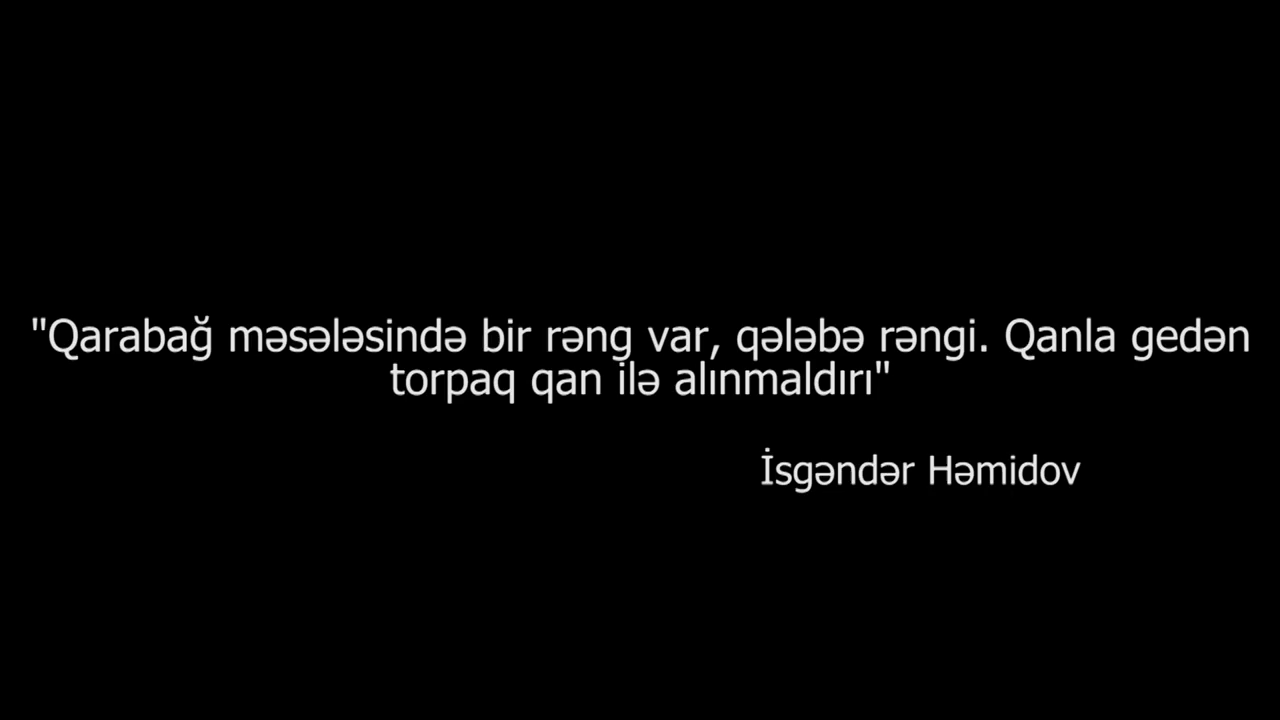 "Qarabağ məsələsində bir rəng var, qələbə rəngi. Qanla gedən
torpaq qan ilə alınmaldırı"
İsgəndər Həmidov